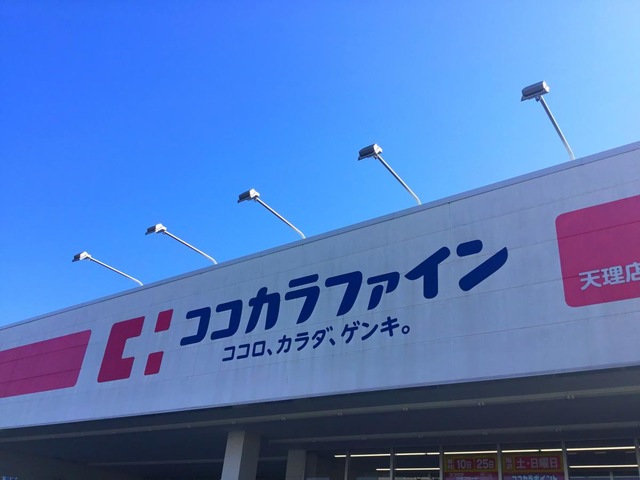 ココカラファイン
ココロ、カラダ、ゲンキ。
天理店
10日 25日
土・日曜日